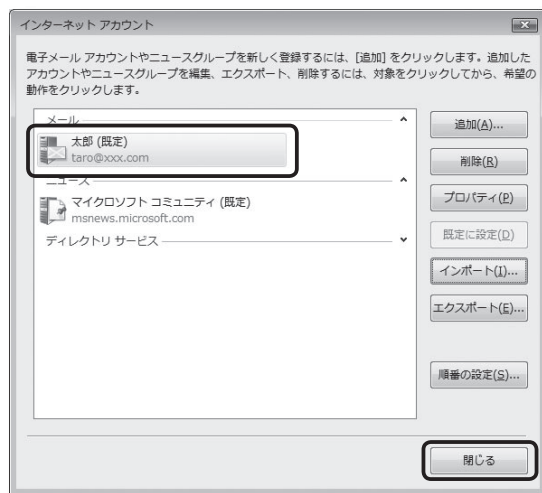 インターネット アカウント
電子メール アカウントやニュースグループを新しく登録するには、[追加] をクリックします。追加した
アカウントやニュースグループを編集、エクスポート、削除するには、対象をクリックしてから、希望の
動作をクリックします。
メール
太郎 (既定)
taro@xxx.com
ニュース
マイクロソフト コミュニティ (既定)
msnews.microsoft.com
ディレクトリ サービス
追加(A)...
削除(R)
プロパティ(P)
既定に設定(D)
インポート(I)...
エクスポート(E)...
順番の設定(S)...
閉じる